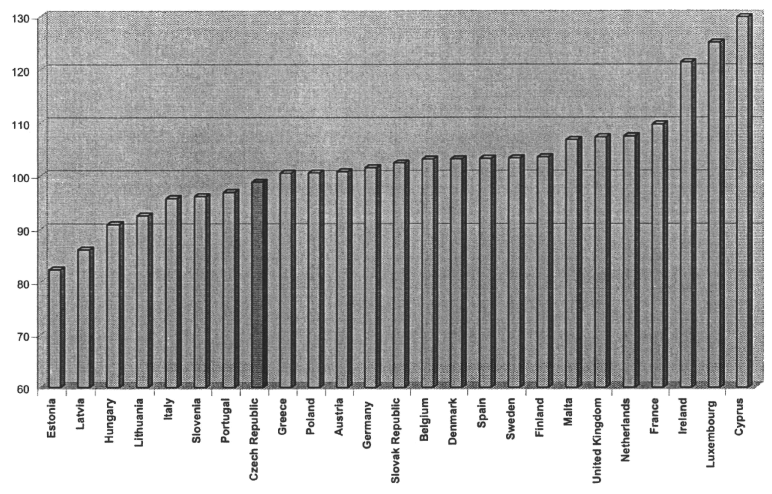 130
120
110
100
90
80
70
60
Estonia
Latvia
Hungary
Lithuania
Italy
Slovenia
Portugal
Czech Republic
Greece
Poland
Austria
Germany
Slovak Republic
Belgium
Denmark
Spain
Sweden
Finland
Malta
United Kingdom
Netherlands
France
Ireland
Luxembourg
Cyprus